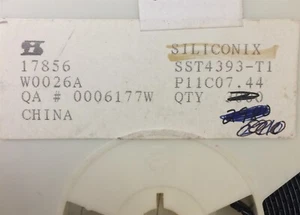 SILICONIX
17856 SST4393-T1
W0026A P11C07.44
QA # 0006177W QTY
CHINA